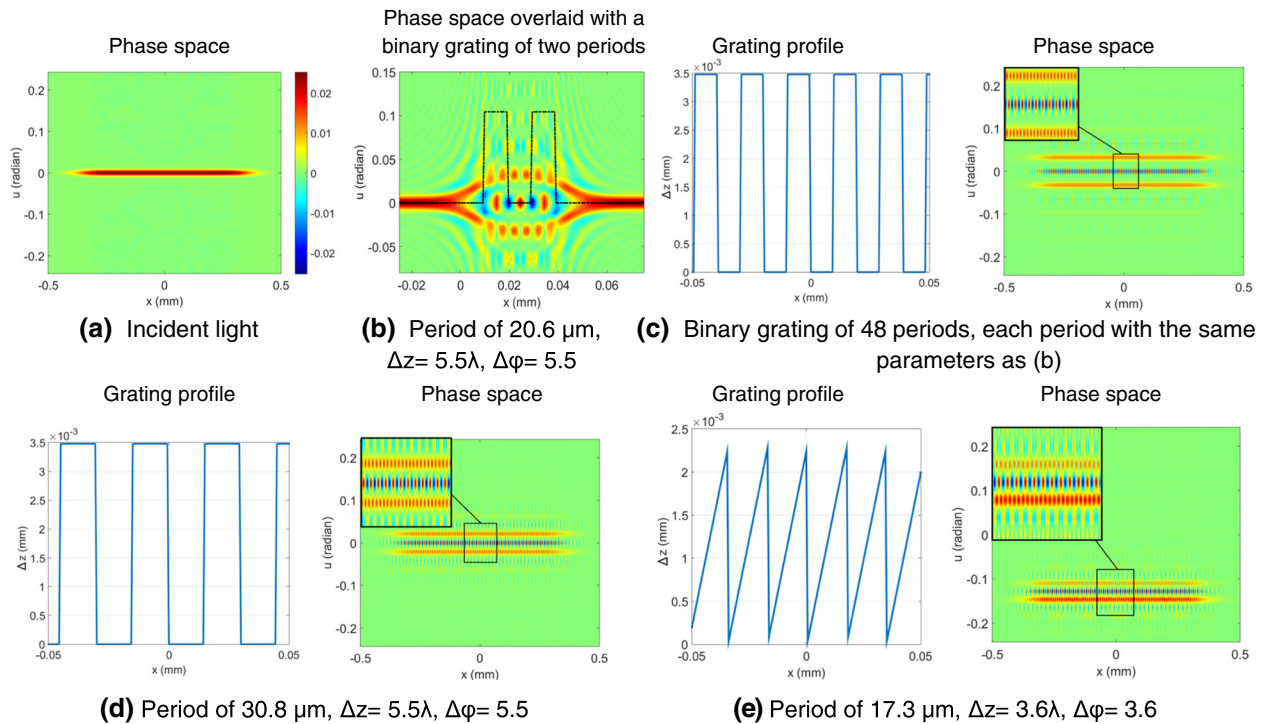 Phase space
0.2
0.1
0
-0.1
-0.2
u (radian)
-0.5 0 0.5
x (mm)
0.02
0.01
0
-0.01
-0.02
(a) Incident light
Phase space overlaid with a
binary grating of two periods
0.15
0.1
0.05
0
-0.05
u (radian)
-0.02 0 0.02 0.04 0.06
x (mm)
(b) Period of 20.6 µm,
Δz= 5.5λ, Δφ= 5.5
Grating profile
×10⁻³
3.5
3
2.5
2
1.5
1
0.5
0
Δz (mm)
-0.05 0 0.05
x (mm)
Phase space
0.2
0.1
0
-0.1
-0.2
u (radian)
-0.5 0 0.5
x (mm)
(c) Binary grating of 48 periods, each period with the same
parameters as (b)
Grating profile
×10⁻³
3.5
3
2.5
2
1.5
1
0.5
0
Δz (mm)
-0.05 0 0.05
x (mm)
Phase space
0.2
0.1
0
-0.1
-0.2
u (radian)
-0.5 0 0.5
x (mm)
(d) Period of 30.8 µm, Δz= 5.5λ, Δφ= 5.5
Grating profile
×10⁻³
2.5
2
1.5
1
0.5
0
Δz (mm)
-0.05 0 0.05
x (mm)
Phase space
0.2
0.1
0
-0.1
-0.2
u (radian)
-0.5 0 0.5
x (mm)
(e) Period of 17.3 µm, Δz= 3.6λ, Δφ= 3.6